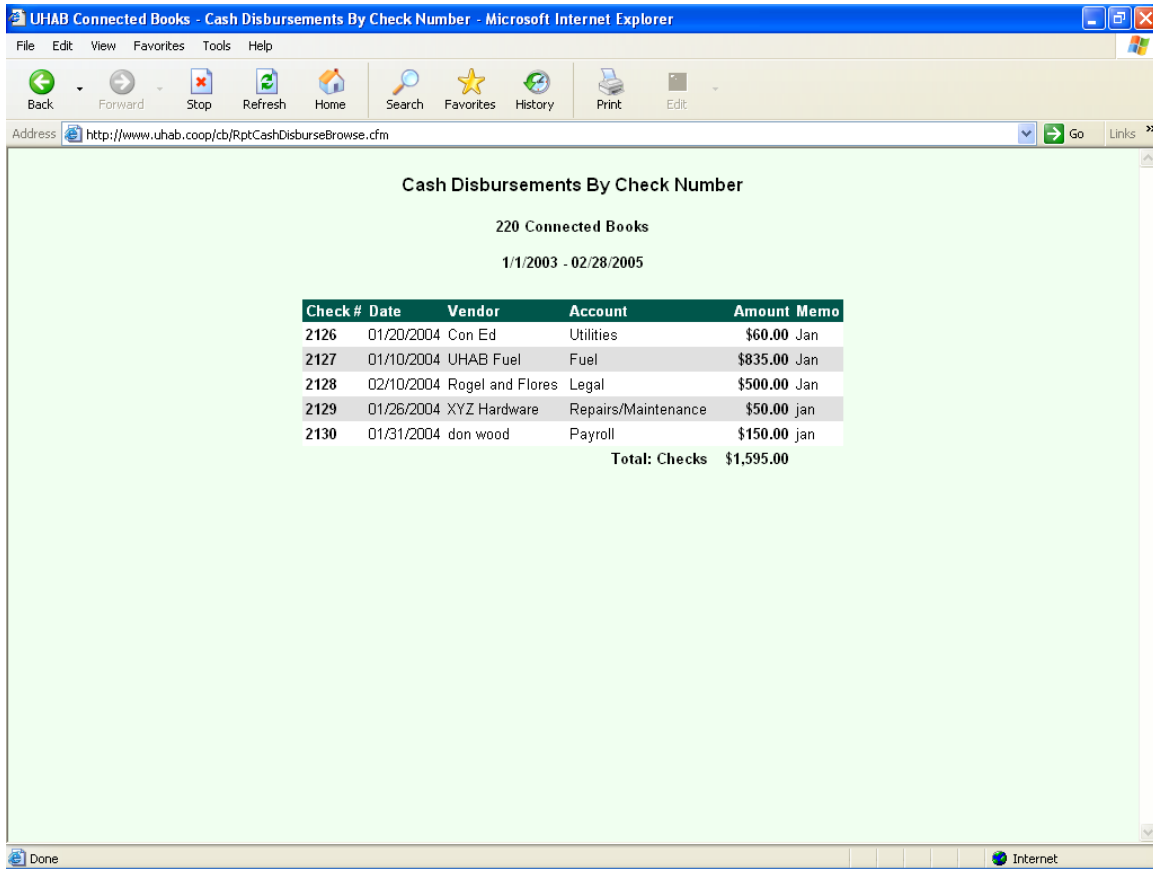 UHAB Connected Books - Cash Disbursements By Check Number - Microsoft Internet Explorer
File Edit View Favorites Tools Help
Back Forward Stop Refresh Home Search Favorites History Print Edit
Address http://www.uhab.coop/cb/RptCashDisburseBrowse.cfm Go Links »
Cash Disbursements By Check Number
220 Connected Books
1/1/2003 - 02/28/2005
Check # Date Vendor Account Amount Memo
2126 01/20/2004 Con Ed Utilities $60.00 Jan
2127 01/10/2004 UHAB Fuel Fuel $835.00 Jan
2128 02/10/2004 Rogel and Flores Legal $500.00 Jan
2129 01/26/2004 XYZ Hardware Repairs/Maintenance $50.00 jan
2130 01/31/2004 don wood Payroll $150.00 jan
Total: Checks $1,595.00
Done Internet